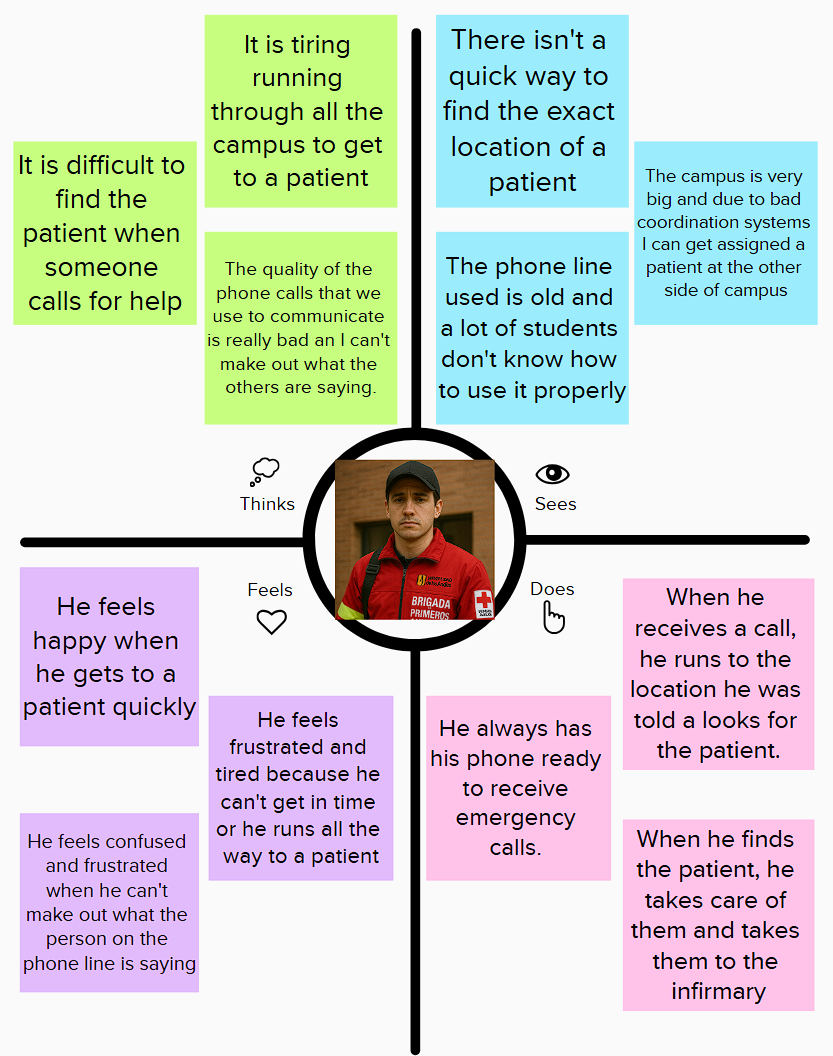 It is tiring
running
through all the
campus to get
to a patient
There isn't a
quick way to
find the exact
location of a
patient
It is difficult to
find the
patient when
someone
calls for help
The campus is very
big and due to bad
coordination systems
I can get assigned a
patient at the other
side of campus
The quality of the
phone calls that we
use to communicate
is really bad an I can't
make out what the
others are saying.
The phone line
used is old and
a lot of students
don't know how
to use it properly
Thinks
Sees
Feels
Does
BRIGADA
PRIMEROS
He feels
happy when
he gets to a
patient quickly
He feels
frustrated and
tired because he
can't get in time
or he runs all the
way to a patient
He feels confused
and frustrated
when he can't
make out what the
person on the
phone line is saying
When he
receives a call,
he runs to the
location he was
told a looks for
the patient.
He always has
his phone ready
to receive
emergency
calls.
When he finds
the patient, he
takes care of
them and takes
them to the
infirmary